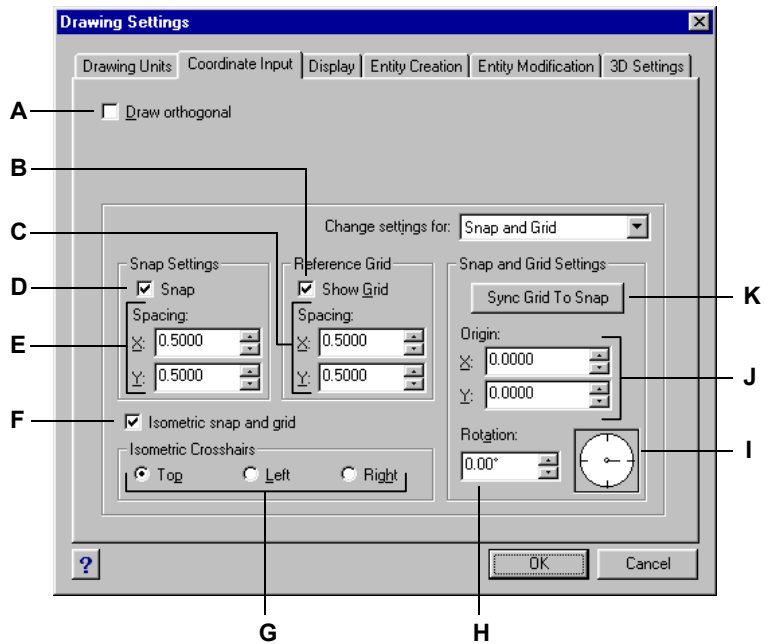 Drawing Settings
Drawing Units Coordinate Input Display Entity Creation Entity Modification 3D Settings
A
Draw orthogonal
B
C
Change settings for: Snap and Grid
Snap Settings
Reference Grid
Snap and Grid Settings
D
Snap
Show Grid
Sync Grid To Snap
K
E
Spacing:
X: 0.5000
Y: 0.5000
Spacing:
X: 0.5000
Y: 0.5000
Origin:
X: 0.0000
Y: 0.0000
J
F
Isometric snap and grid
Isometric Crosshairs
Top Left Right
Rotation:
0.00°
I
? OK Cancel
G
H